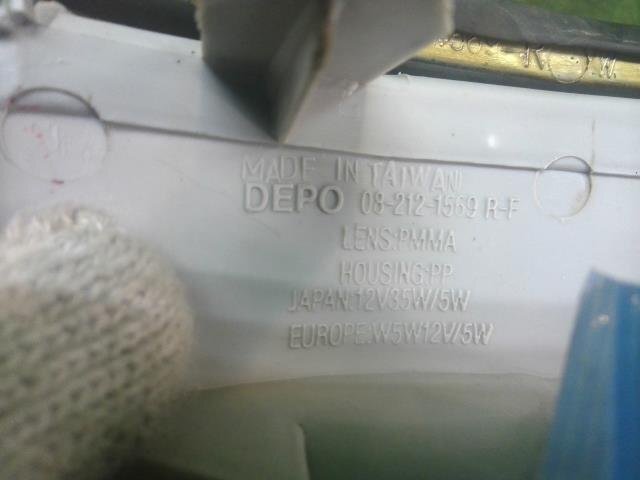 MADE IN TAIWAN
DEPO 08-212-1569 R-F
LENS:PMMA
HOUSING:PP
JAPAN:12V35W/5W
EUROPE:W5W12V/5W